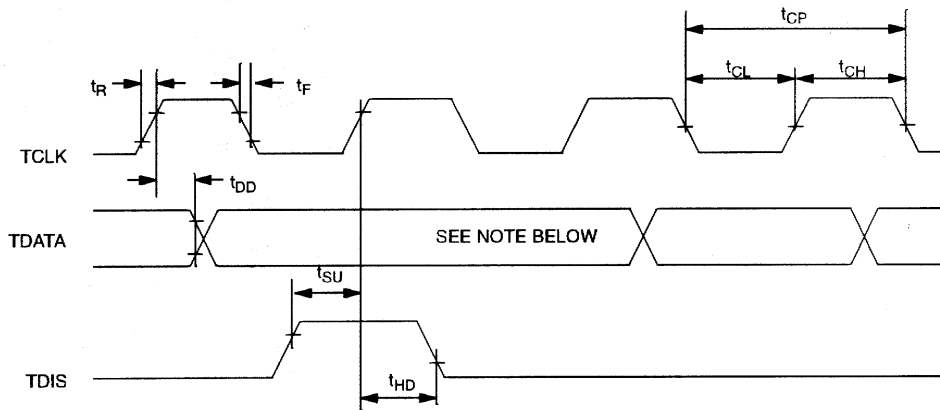 tCP
tCL
tCH
tR
tF
TCLK
tDD
TDATA
SEE NOTE BELOW
tSU
TDIS
tHD